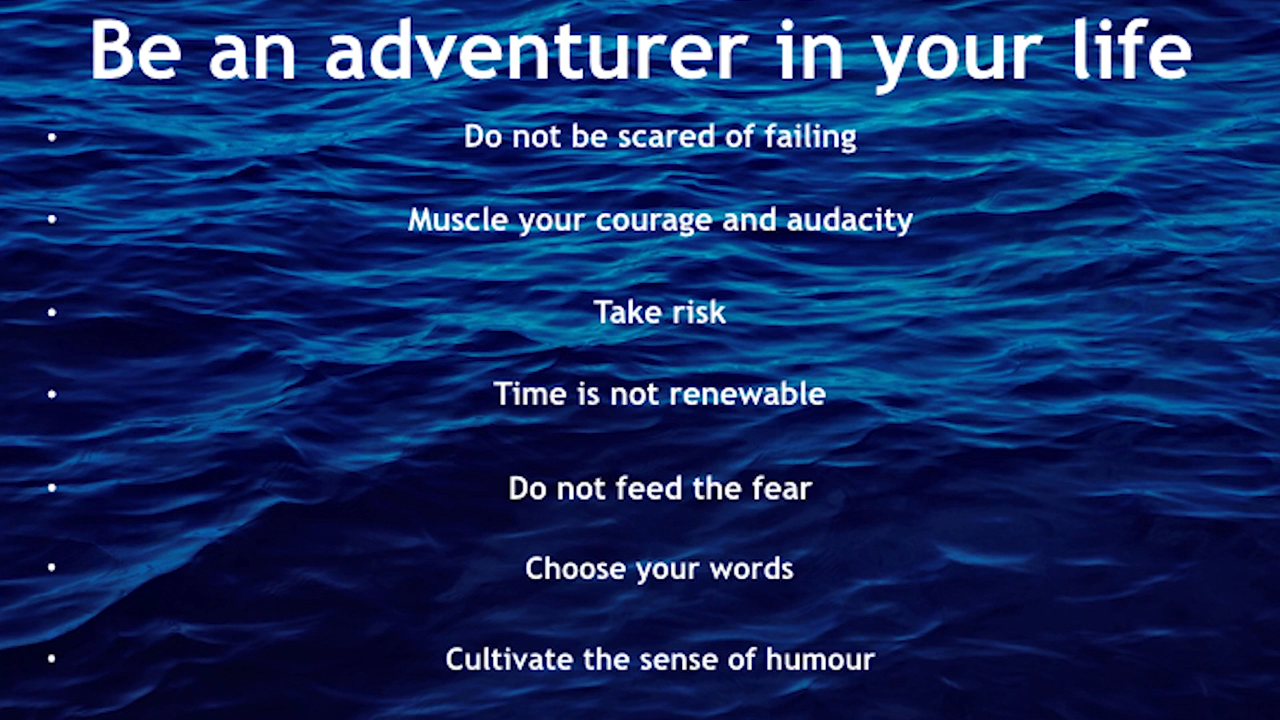 Be an adventurer in your life
• Do not be scared of failing
• Muscle your courage and audacity
• Take risk
• Time is not renewable
• Do not feed the fear
• Choose your words
• Cultivate the sense of humour